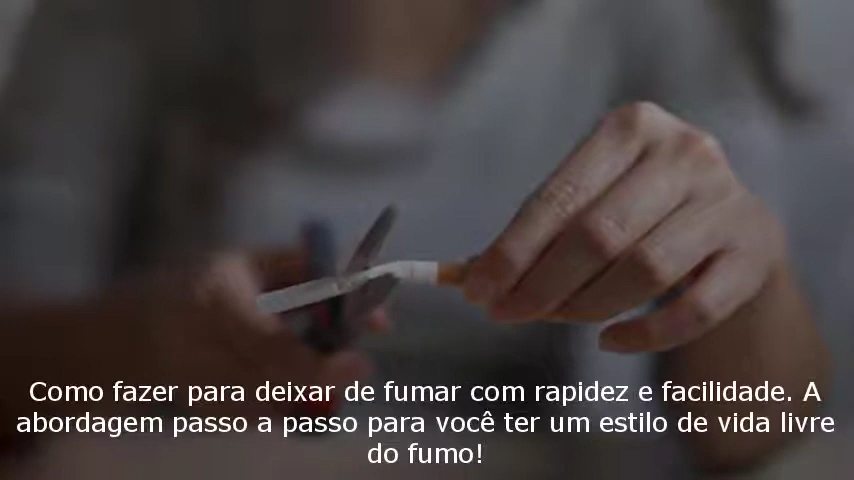 Como fazer para deixar de fumar com rapidez e facilidade. A
abordagem passo a passo para você ter um estilo de vida livre
do fumo!